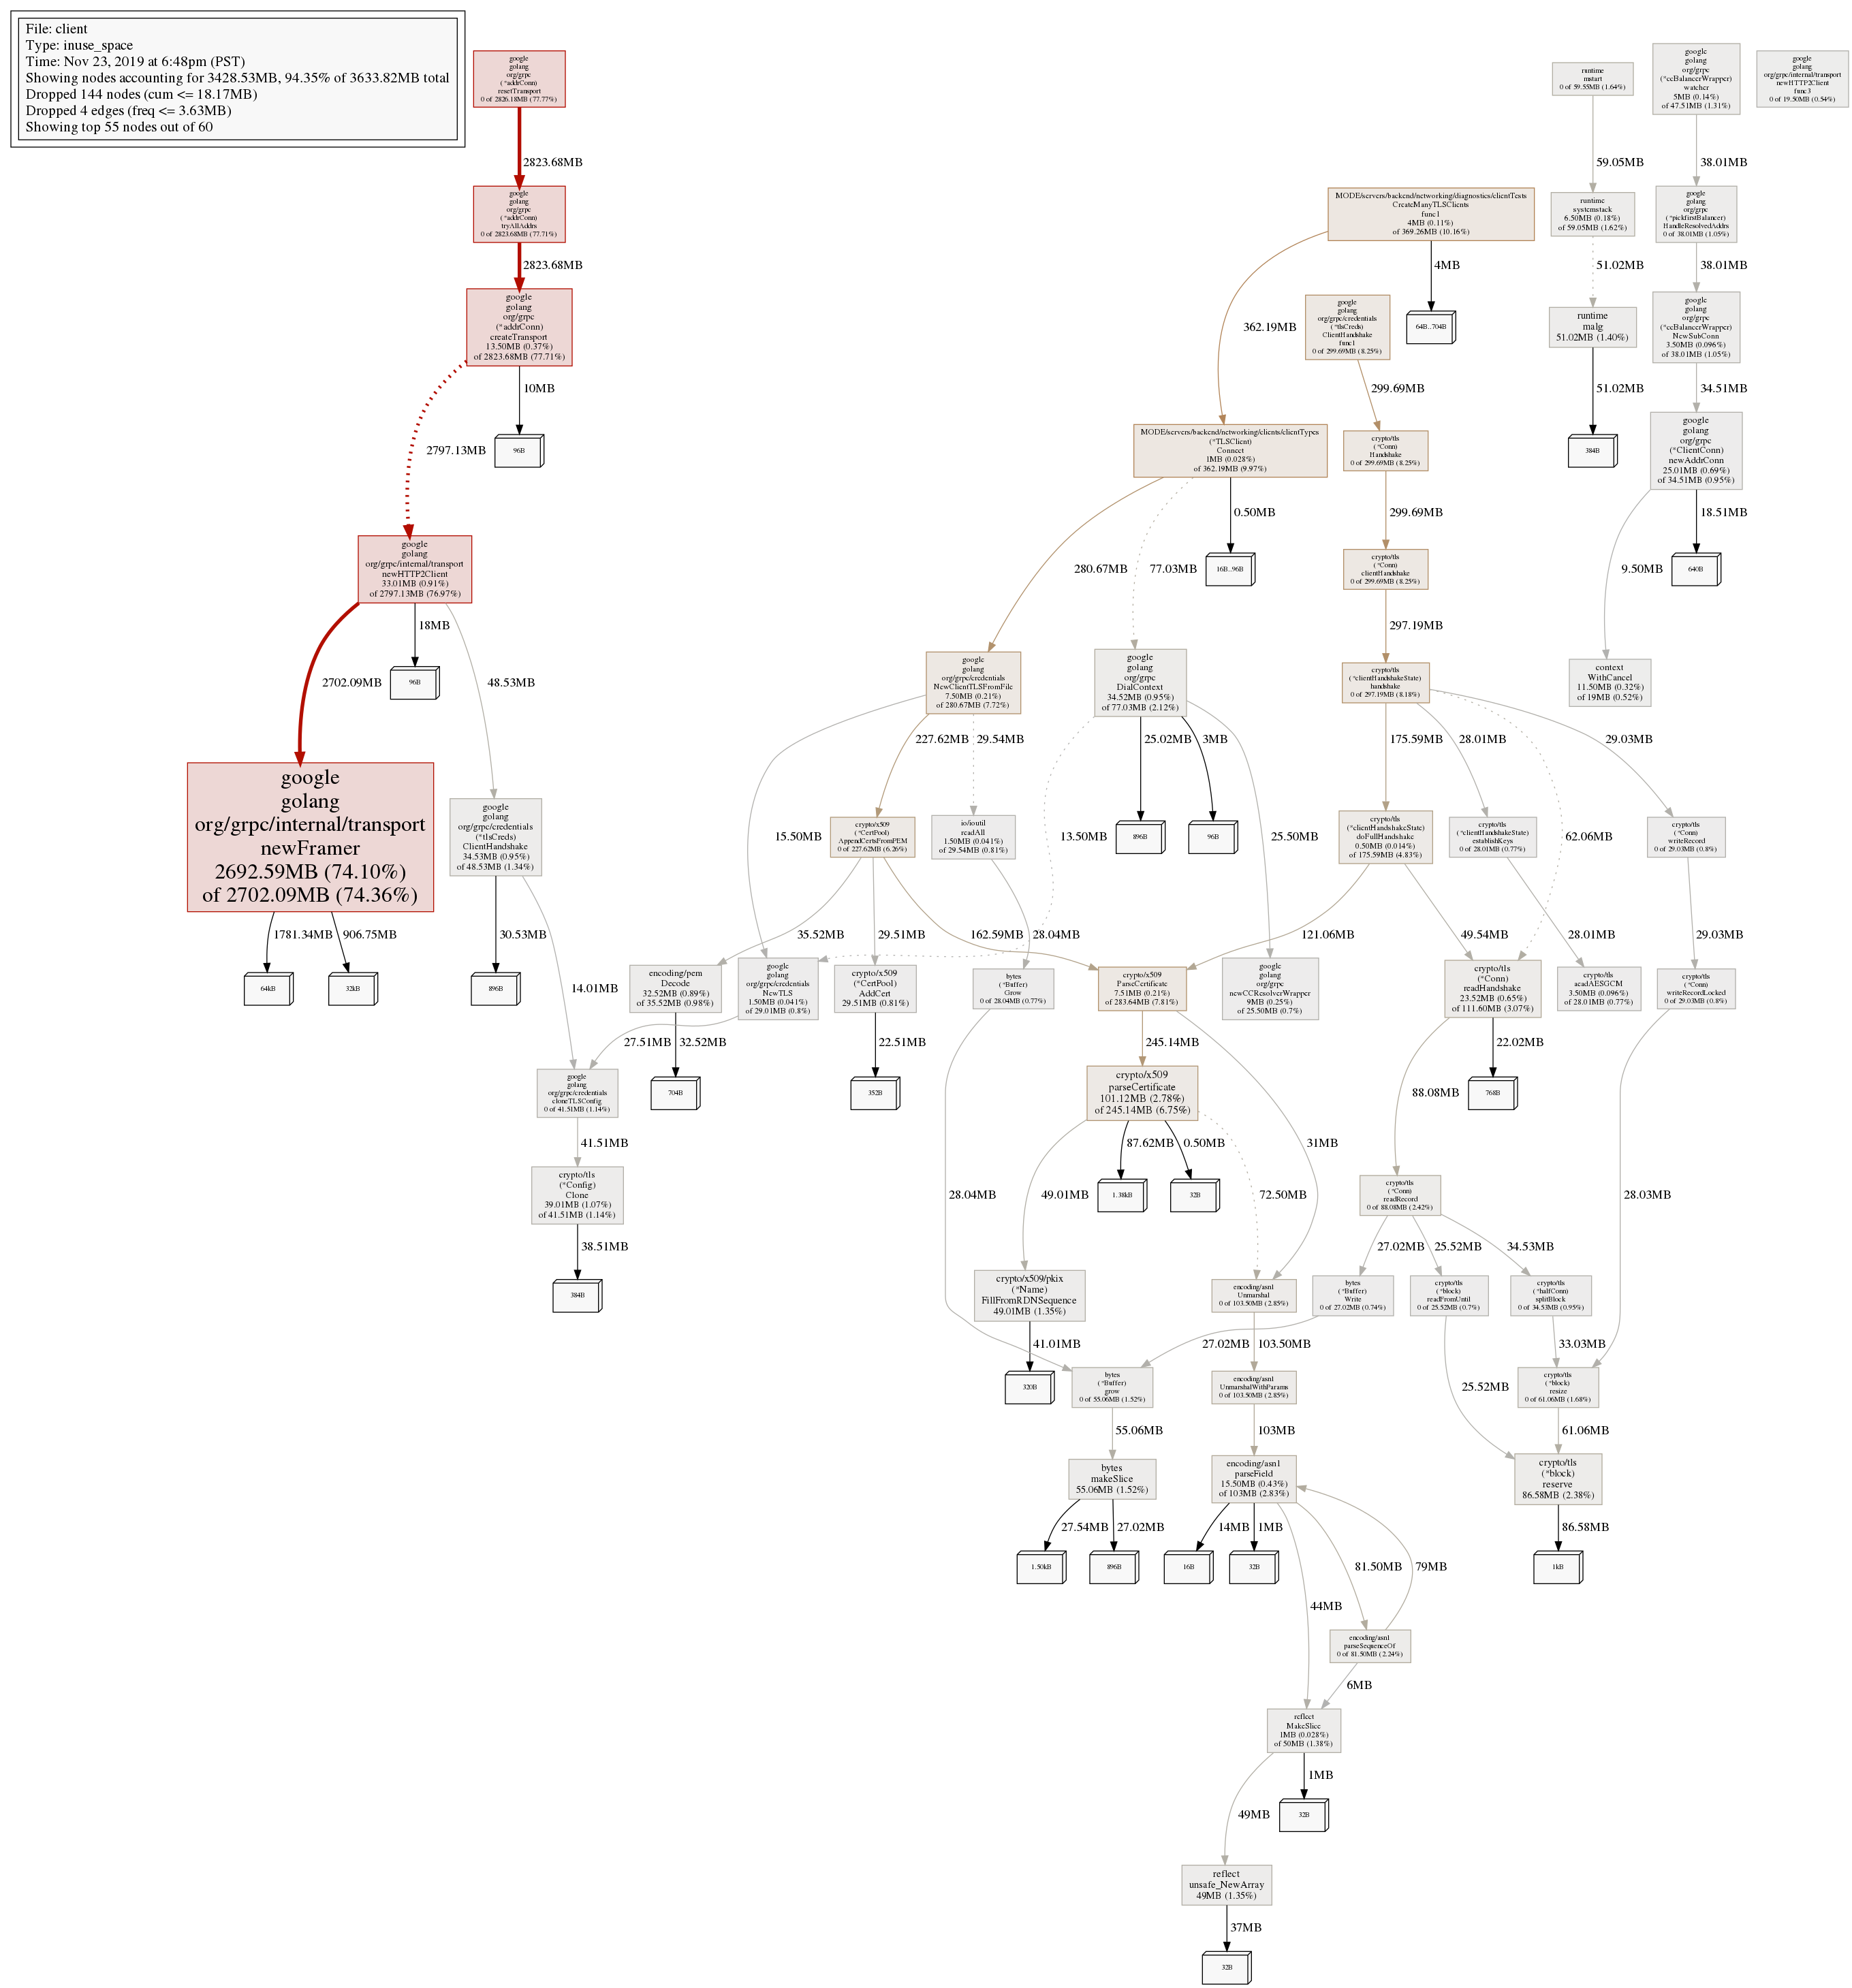 File: client
Type: inuse_space
Time: Nov 23, 2019 at 6:48pm (PST)
Showing nodes accounting for 3428.53MB, 94.35% of 3633.82MB total
Dropped 144 nodes (cum <= 18.17MB)
Dropped 4 edges (freq <= 3.63MB)
Showing top 55 nodes out of 60
google
golang
org/grpc
(*addrConn)
resetTransport
0 of 2826.18MB (77.77%)
runtime
mstart
0 of 59.55MB (1.64%)
google
golang
org/grpc
(*ccBalancerWrapper)
watcher
5MB (0.14%)
of 47.51MB (1.31%)
google
golang
org/grpc/internal/transport
newHTTP2Client
func3
0 of 19.50MB (0.54%)
2823.68MB
59.05MB
38.01MB
google
golang
org/grpc
(*addrConn)
tryAllAddrs
0 of 2823.68MB (77.71%)
MODE/servers/backend/networking/diagnostics/clientTests
CreateManyTLSClients
func1
4MB (0.11%)
of 369.26MB (10.16%)
runtime
systemstack
6.50MB (0.18%)
of 59.05MB (1.62%)
google
golang
org/grpc
(*pickfirstBalancer)
HandleResolvedAddrs
0 of 38.01MB (1.05%)
2823.68MB
4MB
51.02MB
38.01MB
google
golang
org/grpc
(*addrConn)
createTransport
13.50MB (0.37%)
of 2823.68MB (77.71%)
362.19MB
google
golang
org/grpc/credentials
(*tlsCreds)
ClientHandshake
func1
0 of 299.69MB (8.25%)
64B..704B
runtime
malg
51.02MB (1.40%)
google
golang
org/grpc
(*ccBalancerWrapper)
NewSubConn
3.50MB (0.096%)
of 38.01MB (1.05%)
10MB
299.69MB
51.02MB
34.51MB
2797.13MB
96B
MODE/servers/backend/networking/clients/clientTypes
(*TLSClient)
Connect
1MB (0.028%)
of 362.19MB (9.97%)
crypto/tls
(*Conn)
Handshake
0 of 299.69MB (8.25%)
384B
google
golang
org/grpc
(*ClientConn)
newAddrConn
25.01MB (0.69%)
of 34.51MB (0.95%)
0.50MB
299.69MB
18.51MB
google
golang
org/grpc/internal/transport
newHTTP2Client
33.01MB (0.91%)
of 2797.13MB (76.97%)
280.67MB
77.03MB
16B..96B
crypto/tls
(*Conn)
clientHandshake
0 of 299.69MB (8.25%)
9.50MB
640B
18MB
297.19MB
2702.09MB
96B
48.53MB
google
golang
org/grpc/credentials
NewClientTLSFromFile
7.50MB (0.21%)
of 280.67MB (7.72%)
google
golang
org/grpc
DialContext
34.52MB (0.95%)
of 77.03MB (2.12%)
crypto/tls
(*clientHandshakeState)
handshake
0 of 297.19MB (8.18%)
context
WithCancel
11.50MB (0.32%)
of 19MB (0.52%)
227.62MB
29.54MB
25.02MB
3MB
175.59MB
28.01MB
29.03MB
google
golang
org/grpc/internal/transport
newFramer
2692.59MB (74.10%)
of 2702.09MB (74.36%)
google
golang
org/grpc/credentials
(*tlsCreds)
ClientHandshake
34.53MB (0.95%)
of 48.53MB (1.34%)
15.50MB
crypto/x509
(*CertPool)
AppendCertsFromPEM
0 of 227.62MB (6.26%)
io/ioutil
readAll
1.50MB (0.041%)
of 29.54MB (0.81%)
13.50MB
896B
96B
25.50MB
crypto/tls
(*clientHandshakeState)
doFullHandshake
0.50MB (0.014%)
of 175.59MB (4.83%)
crypto/tls
(*clientHandshakeState)
establishKeys
0 of 28.01MB (0.77%)
62.06MB
crypto/tls
(*Conn)
writeRecord
0 of 29.03MB (0.8%)
1781.34MB
906.75MB
30.53MB
35.52MB
29.51MB
162.59MB
28.04MB
121.06MB
49.54MB
28.01MB
29.03MB
64kB
32kB
896B
14.01MB
encoding/pem
Decode
32.52MB (0.89%)
of 35.52MB (0.98%)
google
golang
org/grpc/credentials
NewTLS
1.50MB (0.041%)
of 29.01MB (0.8%)
crypto/x509
(*CertPool)
AddCert
29.51MB (0.81%)
bytes
(*Buffer)
Grow
0 of 28.04MB (0.77%)
crypto/x509
ParseCertificate
7.51MB (0.21%)
of 283.64MB (7.81%)
google
golang
org/grpc
newCCResolverWrapper
9MB (0.25%)
of 25.50MB (0.7%)
crypto/tls
(*Conn)
readHandshake
23.52MB (0.65%)
of 111.60MB (3.07%)
crypto/tls
aeadAESGCM
3.50MB (0.096%)
of 28.01MB (0.77%)
crypto/tls
(*Conn)
writeRecordLocked
0 of 29.03MB (0.8%)
27.51MB
32.52MB
22.51MB
245.14MB
22.02MB
google
golang
org/grpc/credentials
cloneTLSConfig
0 of 41.51MB (1.14%)
704B
352B
crypto/x509
parseCertificate
101.12MB (2.78%)
of 245.14MB (6.75%)
88.08MB
768B
41.51MB
87.62MB
0.50MB
31MB
crypto/tls
(*Config)
Clone
39.01MB (1.07%)
of 41.51MB (1.14%)
28.04MB
49.01MB
1.38kB
32B
72.50MB
crypto/tls
(*Conn)
readRecord
0 of 88.08MB (2.42%)
28.03MB
38.51MB
27.02MB
25.52MB
34.53MB
384B
crypto/x509/pkix
(*Name)
FillFromRDNSequence
49.01MB (1.35%)
encoding/asn1
Unmarshal
0 of 103.50MB (2.85%)
bytes
(*Buffer)
Write
0 of 27.02MB (0.74%)
crypto/tls
(*block)
readFromUntil
0 of 25.52MB (0.7%)
crypto/tls
(*halfConn)
splitBlock
0 of 34.53MB (0.95%)
41.01MB
27.02MB
103.50MB
33.03MB
320B
bytes
(*Buffer)
grow
0 of 55.06MB (1.52%)
encoding/asn1
UnmarshalWithParams
0 of 103.50MB (2.85%)
25.52MB
crypto/tls
(*block)
resize
0 of 61.06MB (1.68%)
55.06MB
103MB
61.06MB
bytes
makeSlice
55.06MB (1.52%)
encoding/asn1
parseField
15.50MB (0.43%)
of 103MB (2.83%)
crypto/tls
(*block)
reserve
86.58MB (2.38%)
27.54MB
27.02MB
14MB
1MB
86.58MB
1.50kB
896B
16B
32B
81.50MB
79MB
1kB
44MB
encoding/asn1
parseSequenceOf
0 of 81.50MB (2.24%)
6MB
reflect
MakeSlice
1MB (0.028%)
of 50MB (1.38%)
1MB
49MB
32B
reflect
unsafe_NewArray
49MB (1.35%)
37MB
32B